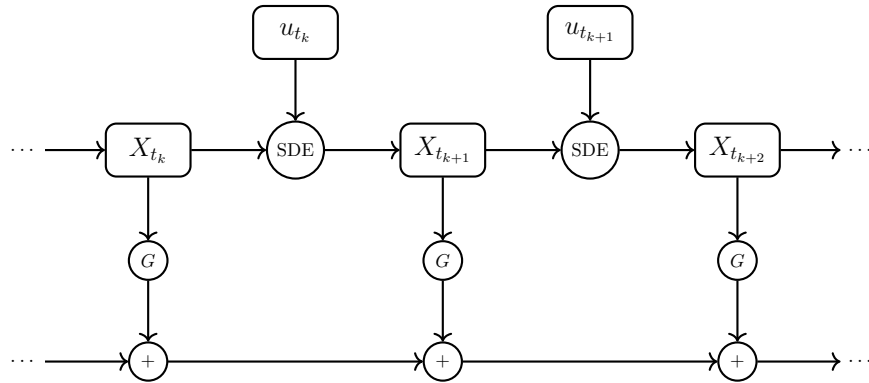 u_{t_k} u_{t_{k+1}}
⋯ X_{t_k} SDE X_{t_{k+1}} SDE X_{t_{k+2}} ⋯
G G G
⋯ + + + ⋯